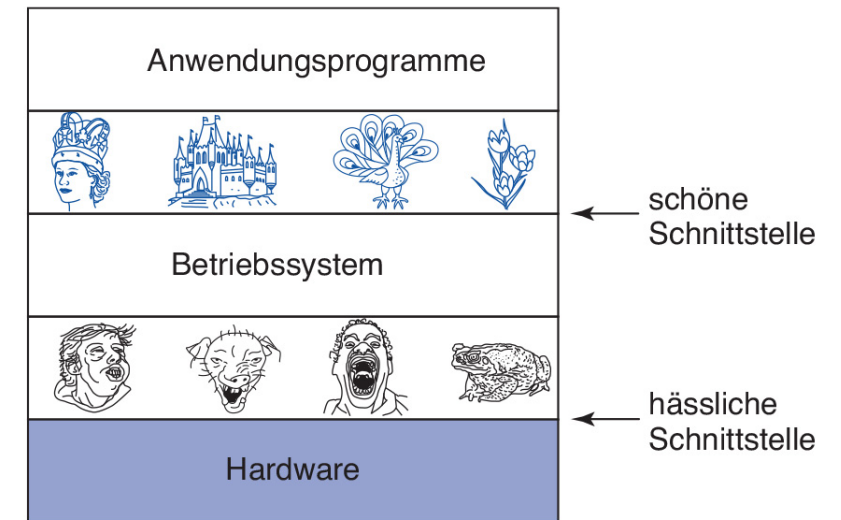 Anwendungsprogramme
schöne
Schnittstelle
Betriebssystem
hässliche
Schnittstelle
Hardware